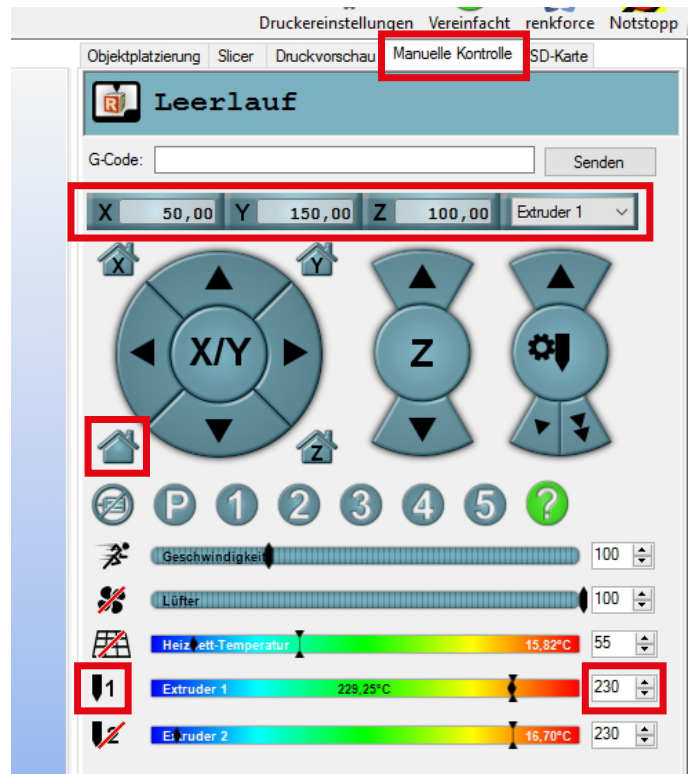 Druckereinstellungen Vereinfacht renkforce Notstopp
Objektplatzierung Slicer Druckvorschau Manuelle Kontrolle SD-Karte
R Leerlauf
G-Code: Senden
X 50,00 Y 150,00 Z 100,00 Extruder 1
X Y
X/Y Z
Z
P 1 2 3 4 5 ?
Geschwindigkeit 100
Lüfter 100
Heizbett-Temperatur 15,82°C 55
1 Extruder 1 229,25°C 230
2 Extruder 2 16,70°C 230